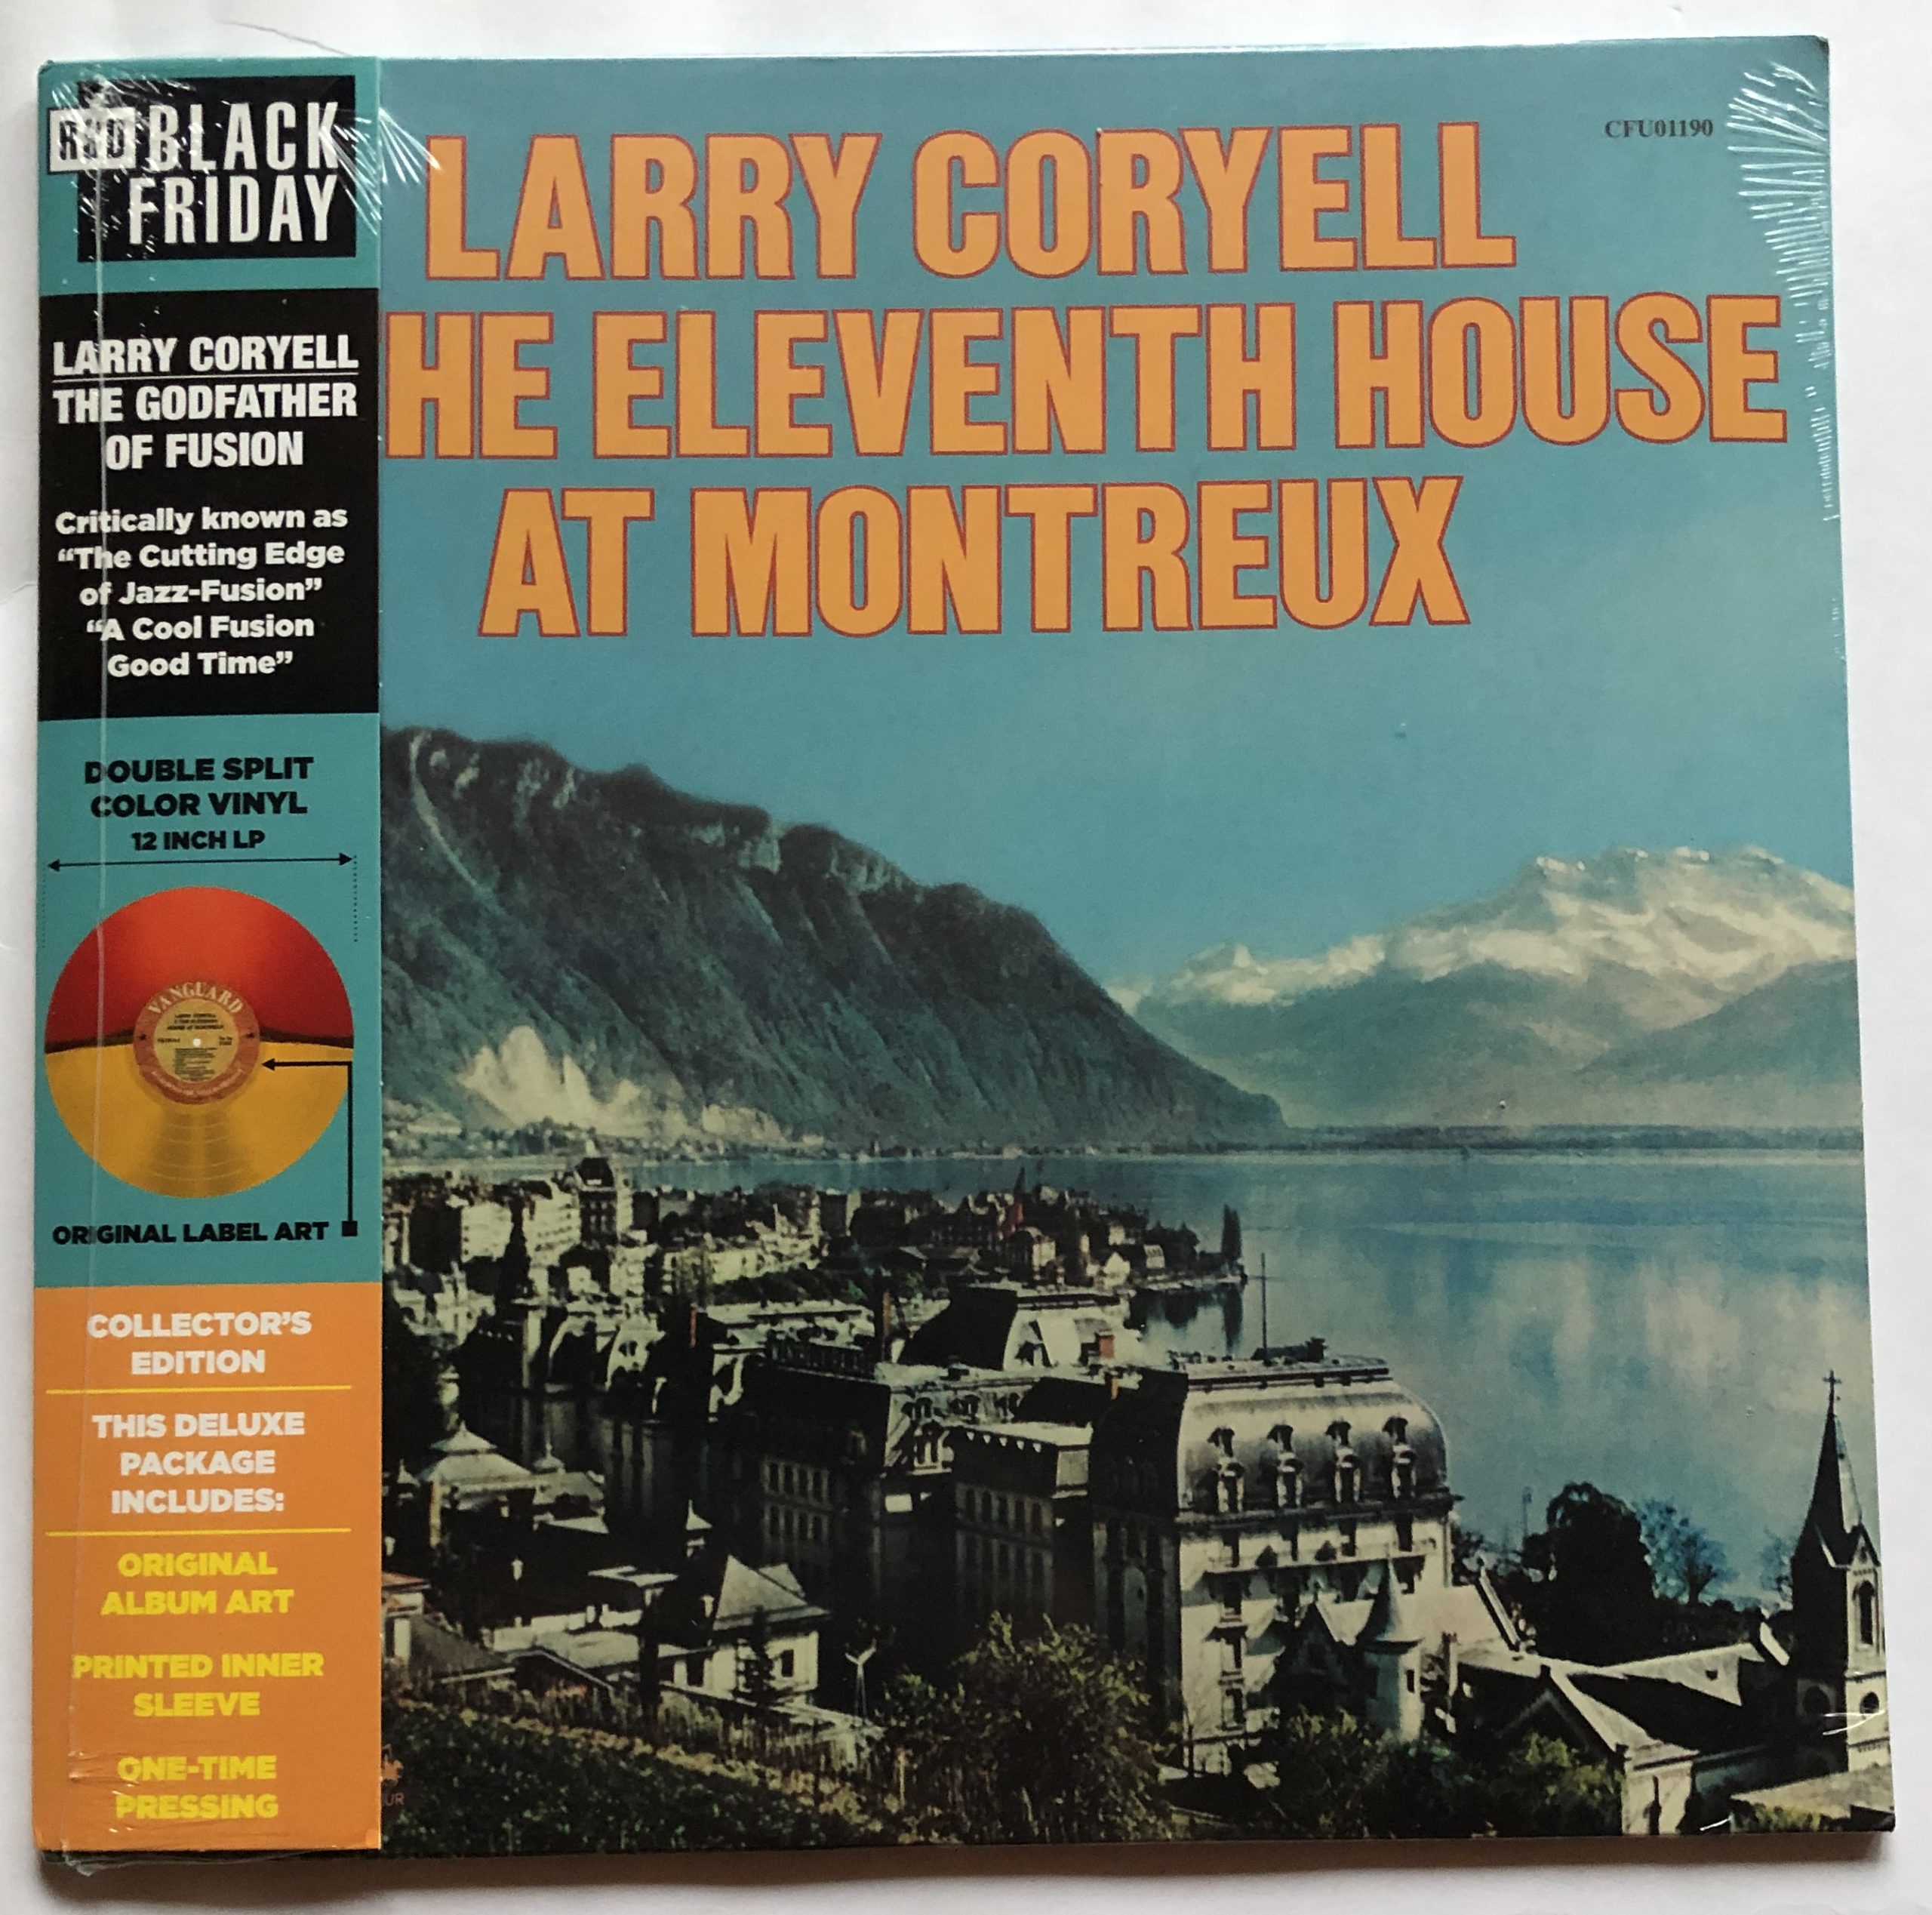 RSD BLACK
FRIDAY
LARRY CORYELL
THE GODFATHER
OF FUSION
Critically known as
“The Cutting Edge
of Jazz-Fusion”
“A Cool Fusion
Good Time”
DOUBLE SPLIT
COLOR VINYL
12 INCH LP
VANGUARD
ORIGINAL LABEL ART
COLLECTOR’S
EDITION
THIS DELUXE
PACKAGE
INCLUDES:
ORIGINAL
ALBUM ART
PRINTED INNER
SLEEVE
ONE-TIME
PRESSING
CFU01190
LARRY CORYELL
HE ELEVENTH HOUSE
AT MONTREUX